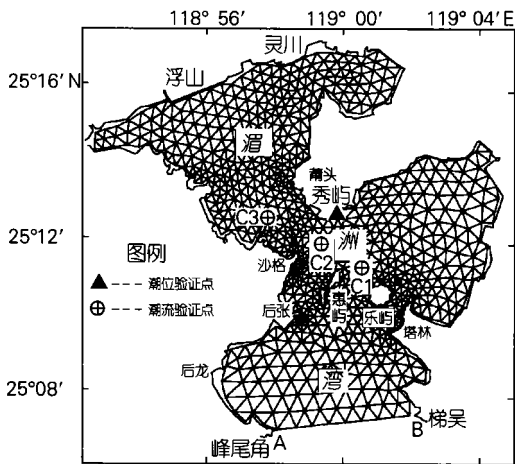 118°56′ 119°00′ 119°04′
灵川
25°16′N
浮山
湄
莆头
秀屿
C3
25°12′
洲
图例
沙格
C2
潮位验证点
C1
潮流验证点
后张
惠屿
乐屿
塔林
25°08′
后龙
湾
梯吴
B
峰尾角 A